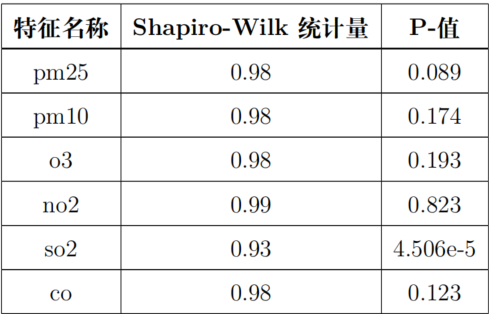 特征名称 Shapiro-Wilk 统计量 P-值
pm25 0.98 0.089
pm10 0.98 0.174
o3 0.98 0.193
no2 0.99 0.823
so2 0.93 4.506e-5
co 0.98 0.123